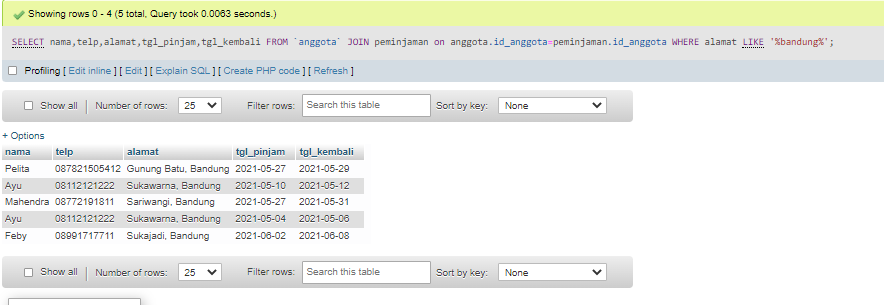 Showing rows 0 - 4 (5 total, Query took 0.0063 seconds.)
SELECT nama,telp,alamat,tgl_pinjam,tgl_kembali FROM `anggota` JOIN peminjaman on anggota.id_anggota=peminjaman.id_anggota WHERE alamat LIKE '%bandung%';
Profiling [ Edit inline ] [ Edit ] [ Explain SQL ] [ Create PHP code ] [ Refresh ]
Show all | Number of rows: 25 Filter rows: Search this table Sort by key: None
+ Options
nama telp alamat tgl_pinjam tgl_kembali
Pelita 087821505412 Gunung Batu, Bandung 2021-05-27 2021-05-29
Ayu 08112121222 Sukawarna, Bandung 2021-05-10 2021-05-12
Mahendra 08772191811 Sariwangi, Bandung 2021-05-27 2021-05-31
Ayu 08112121222 Sukawarna, Bandung 2021-05-04 2021-05-06
Feby 08991717711 Sukajadi, Bandung 2021-06-02 2021-06-08
Show all | Number of rows: 25 Filter rows: Search this table Sort by key: None